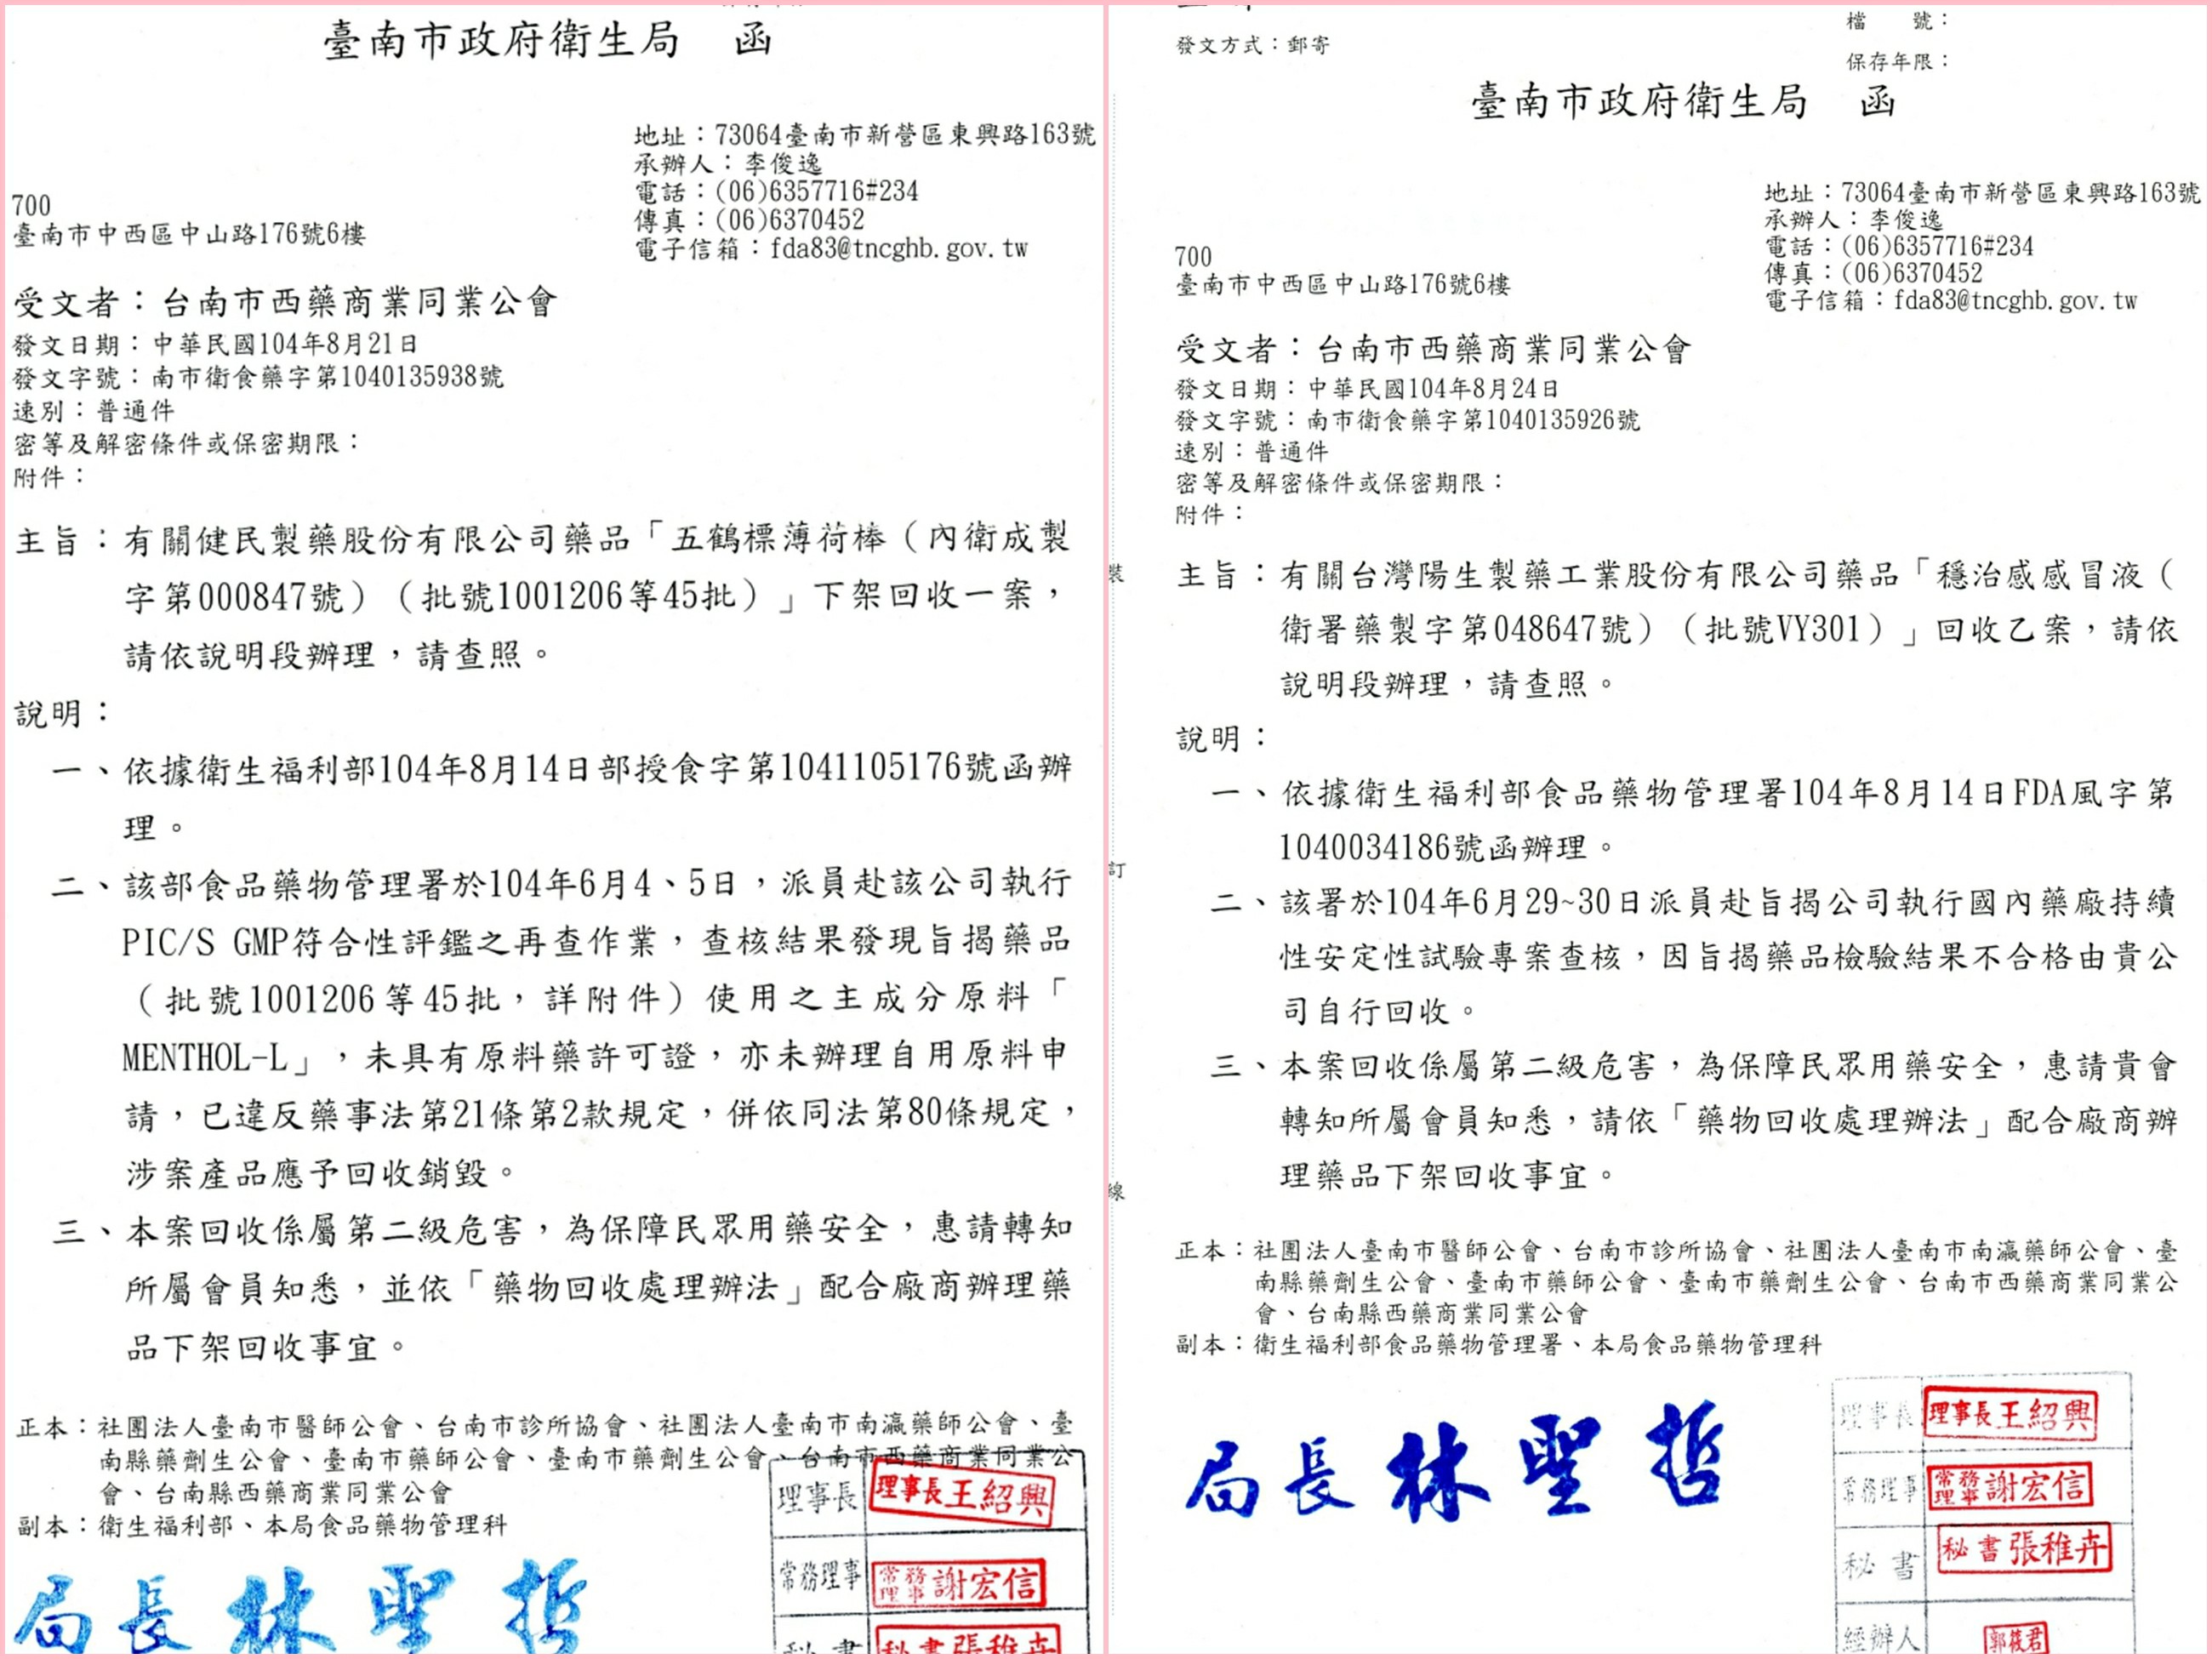 臺南市政府衛生局　函
地址：73064臺南市新營區東興路163號
承辦人：李俊逸
電話：(06)6357716#234
傳真：(06)6370452
電子信箱：fda83@tncghb.gov.tw
700
臺南市中西區中山路176號6樓
受文者：台南市西藥商業同業公會
發文日期：中華民國104年8月21日
發文字號：南市衛食藥字第1040135938號
速別：普通件
密等及解密條件或保密期限：
附件：
主旨：有關健民製藥股份有限公司藥品「五鶴標薄荷棒（內衛成製
字第000847號）（批號1001206等45批）」下架回收一案，
請依說明段辦理，請查照。
說明：
一、依據衛生福利部104年8月14日部授食字第1041105176號函辦
理。
二、該部食品藥物管理署於104年6月4、5日，派員赴該公司執行
PIC/S GMP符合性評鑑之再查作業，查核結果發現旨揭藥品
（批號1001206等45批，詳附件）使用之主成分原料「
MENTHOL-L」，未具有原料藥許可證，亦未辦理自用原料申
請，已違反藥事法第21條第2款規定，併依同法第80條規定，
涉案產品應予回收銷毀。
三、本案回收係屬第二級危害，為保障民眾用藥安全，惠請轉知
所屬會員知悉，並依「藥物回收處理辦法」配合廠商辦理藥
品下架回收事宜。
正本：社團法人臺南市醫師公會、台南市診所協會、社團法人臺南市南瀛藥師公會、臺
南縣藥劑生公會、臺南市藥師公會、臺南市藥劑生公會、台南市西藥商業同業公
會、台南縣西藥商業同業公會
副本：衛生福利部、本局食品藥物管理科
局長林聖哲
理事長 理事長王紹興
常務理事 常務理事謝宏信
秘書 秘書張稚卉
檔　　號：
發文方式：郵寄
保存年限：
臺南市政府衛生局　函
地址：73064臺南市新營區東興路163號
承辦人：李俊逸
電話：(06)6357716#234
傳真：(06)6370452
電子信箱：fda83@tncghb.gov.tw
700
臺南市中西區中山路176號6樓
受文者：台南市西藥商業同業公會
發文日期：中華民國104年8月24日
發文字號：南市衛食藥字第1040135926號
速別：普通件
密等及解密條件或保密期限：
附件：
主旨：有關台灣陽生製藥工業股份有限公司藥品「穩治感感冒液（
衛署藥製字第048647號）（批號VY301）」回收乙案，請依
說明段辦理，請查照。
說明：
一、依據衛生福利部食品藥物管理署104年8月14日FDA風字第
1040034186號函辦理。
二、該署於104年6月29~30日派員赴旨揭公司執行國內藥廠持續
性安定性試驗專案查核，因旨揭藥品檢驗結果不合格由貴公
司自行回收。
三、本案回收係屬第二級危害，為保障民眾用藥安全，惠請貴會
轉知所屬會員知悉，請依「藥物回收處理辦法」配合廠商辦
理藥品下架回收事宜。
正本：社團法人臺南市醫師公會、台南市診所協會、社團法人臺南市南瀛藥師公會、臺
南縣藥劑生公會、臺南市藥師公會、臺南市藥劑生公會、台南市西藥商業同業公
會、台南縣西藥商業同業公會
副本：衛生福利部食品藥物管理署、本局食品藥物管理科
局長林聖哲
理事長 理事長王紹興
常務理事 常務理事謝宏信
秘書 秘書張稚卉
經辦人 郭筱君
裝
訂
線